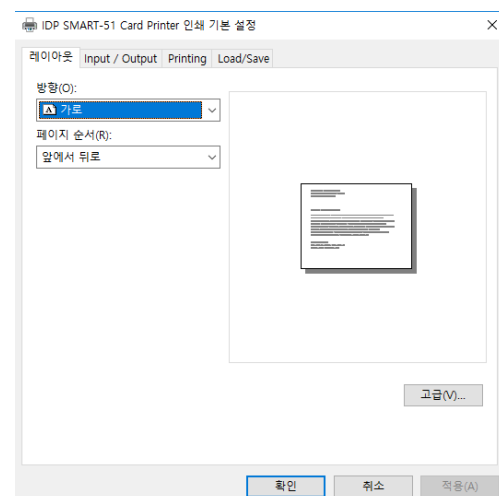 IDP SMART-51 Card Printer 인쇄 기본 설정
레이아웃 Input / Output Printing Load/Save
방향(O):
가로
페이지 순서(R):
앞에서 뒤로
고급(V)...
확인 취소 적용(A)